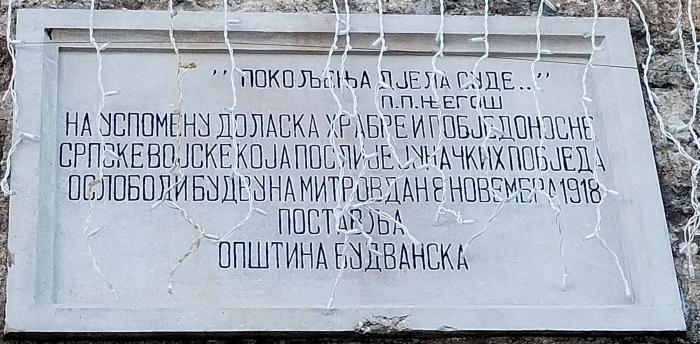 " ПОКОЉЕЊА ДЈЕЛА СУДЕ..."
П.П.ЊЕГОШ
НА УСПОМЕНУ ДОЛАСКА ХРАБРЕ И ПОБЈЕДОНОСНЕ
СРПСКЕ ВОЈСКЕ КОЈА ПОСЛИЈЕ ЈУНАЧКИХ ПОБЈЕДА
ОСЛОБОДИ БУДВУ НА МИТРОВДАН 8 НОВЕМБРА 1918
ПОСТАВЉА
ОПШТИНА БУДВАНСКА